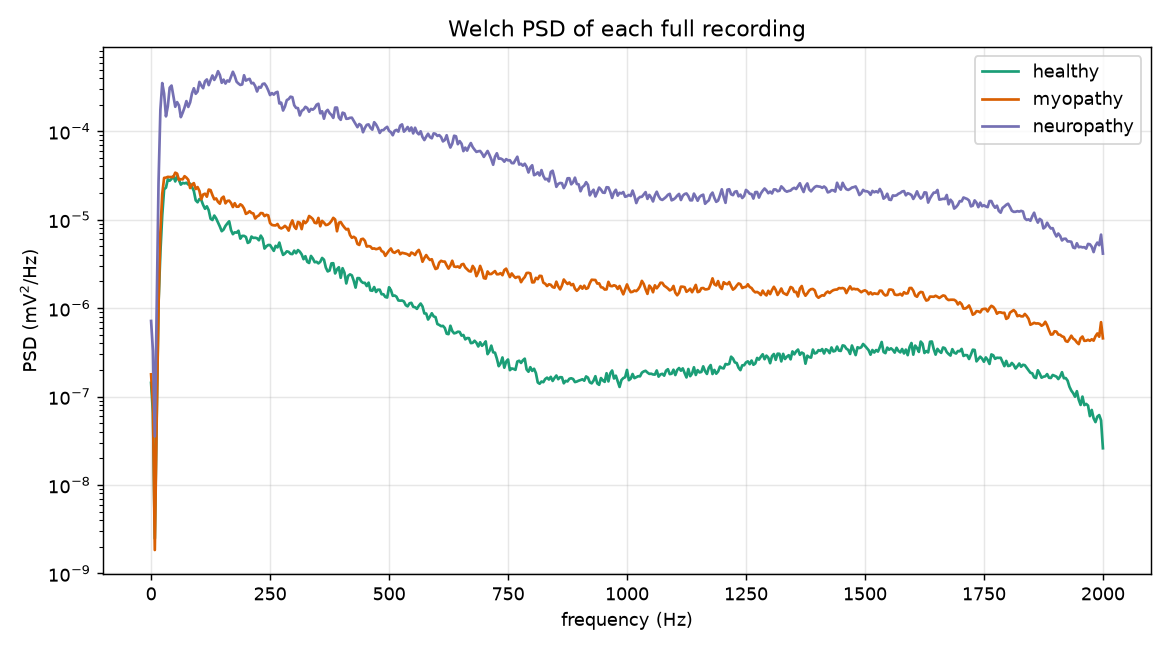 Welch PSD of each full recording
healthy
myopathy
neuropathy
PSD (mV²/Hz)
10⁻⁴
10⁻⁵
10⁻⁶
10⁻⁷
10⁻⁸
10⁻⁹
0 250 500 750 1000 1250 1500 1750 2000
frequency (Hz)